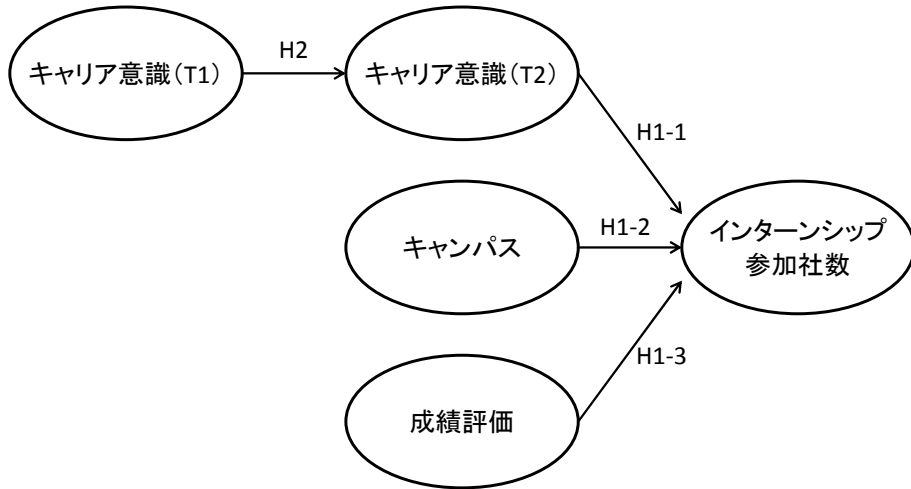 キャリア意識（T1）
H2
キャリア意識（T2）
H1-1
キャンパス
H1-2
インターンシップ
参加社数
H1-3
成績評価